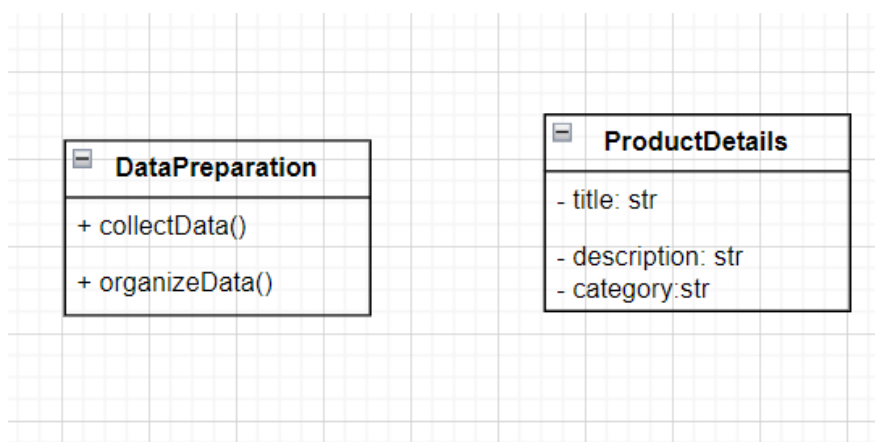 DataPreparation
+ collectData()
+ organizeData()
ProductDetails
- title: str
- description: str
- category:str